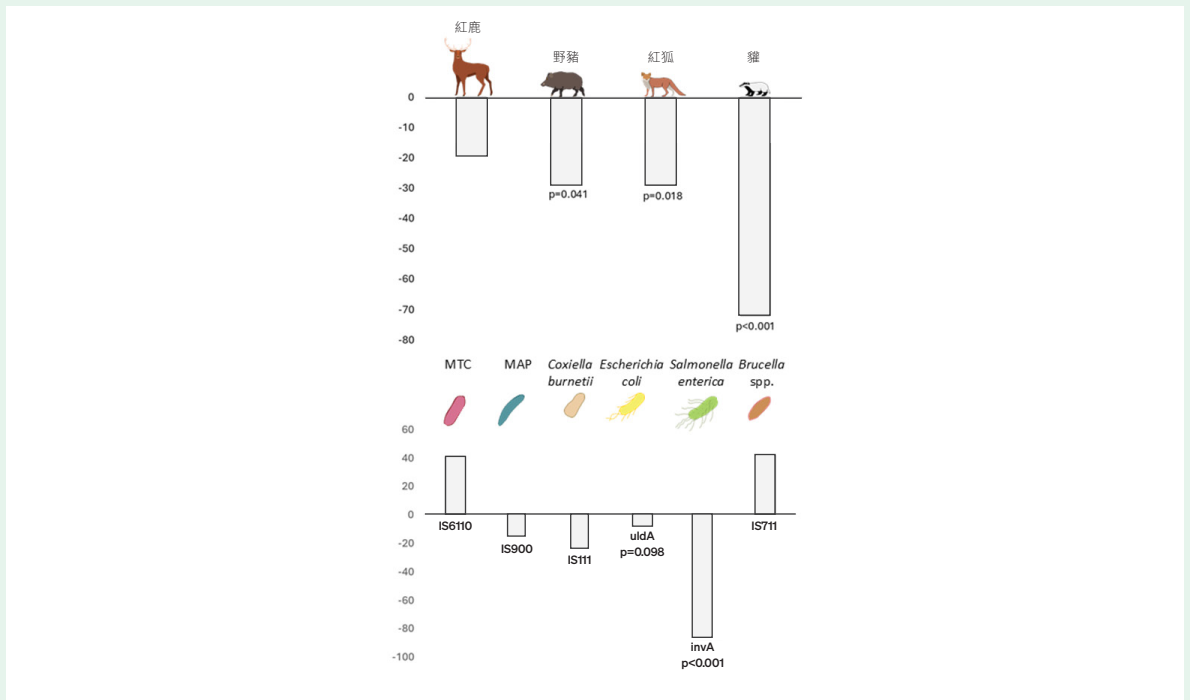 紅鹿
野豬
紅狐
獾
0
-10
-20
-30
-40
-50
-60
-70
-80
p=0.041
p=0.018
p<0.001
MTC
MAP
Coxiella
burnetii
Escherichia
coli
Salmonella
enterica
Brucella
spp.
60
40
20
0
-20
-40
-60
-80
-100
IS6110
IS900
IS111
uldA
p=0.098
invA
p<0.001
IS711